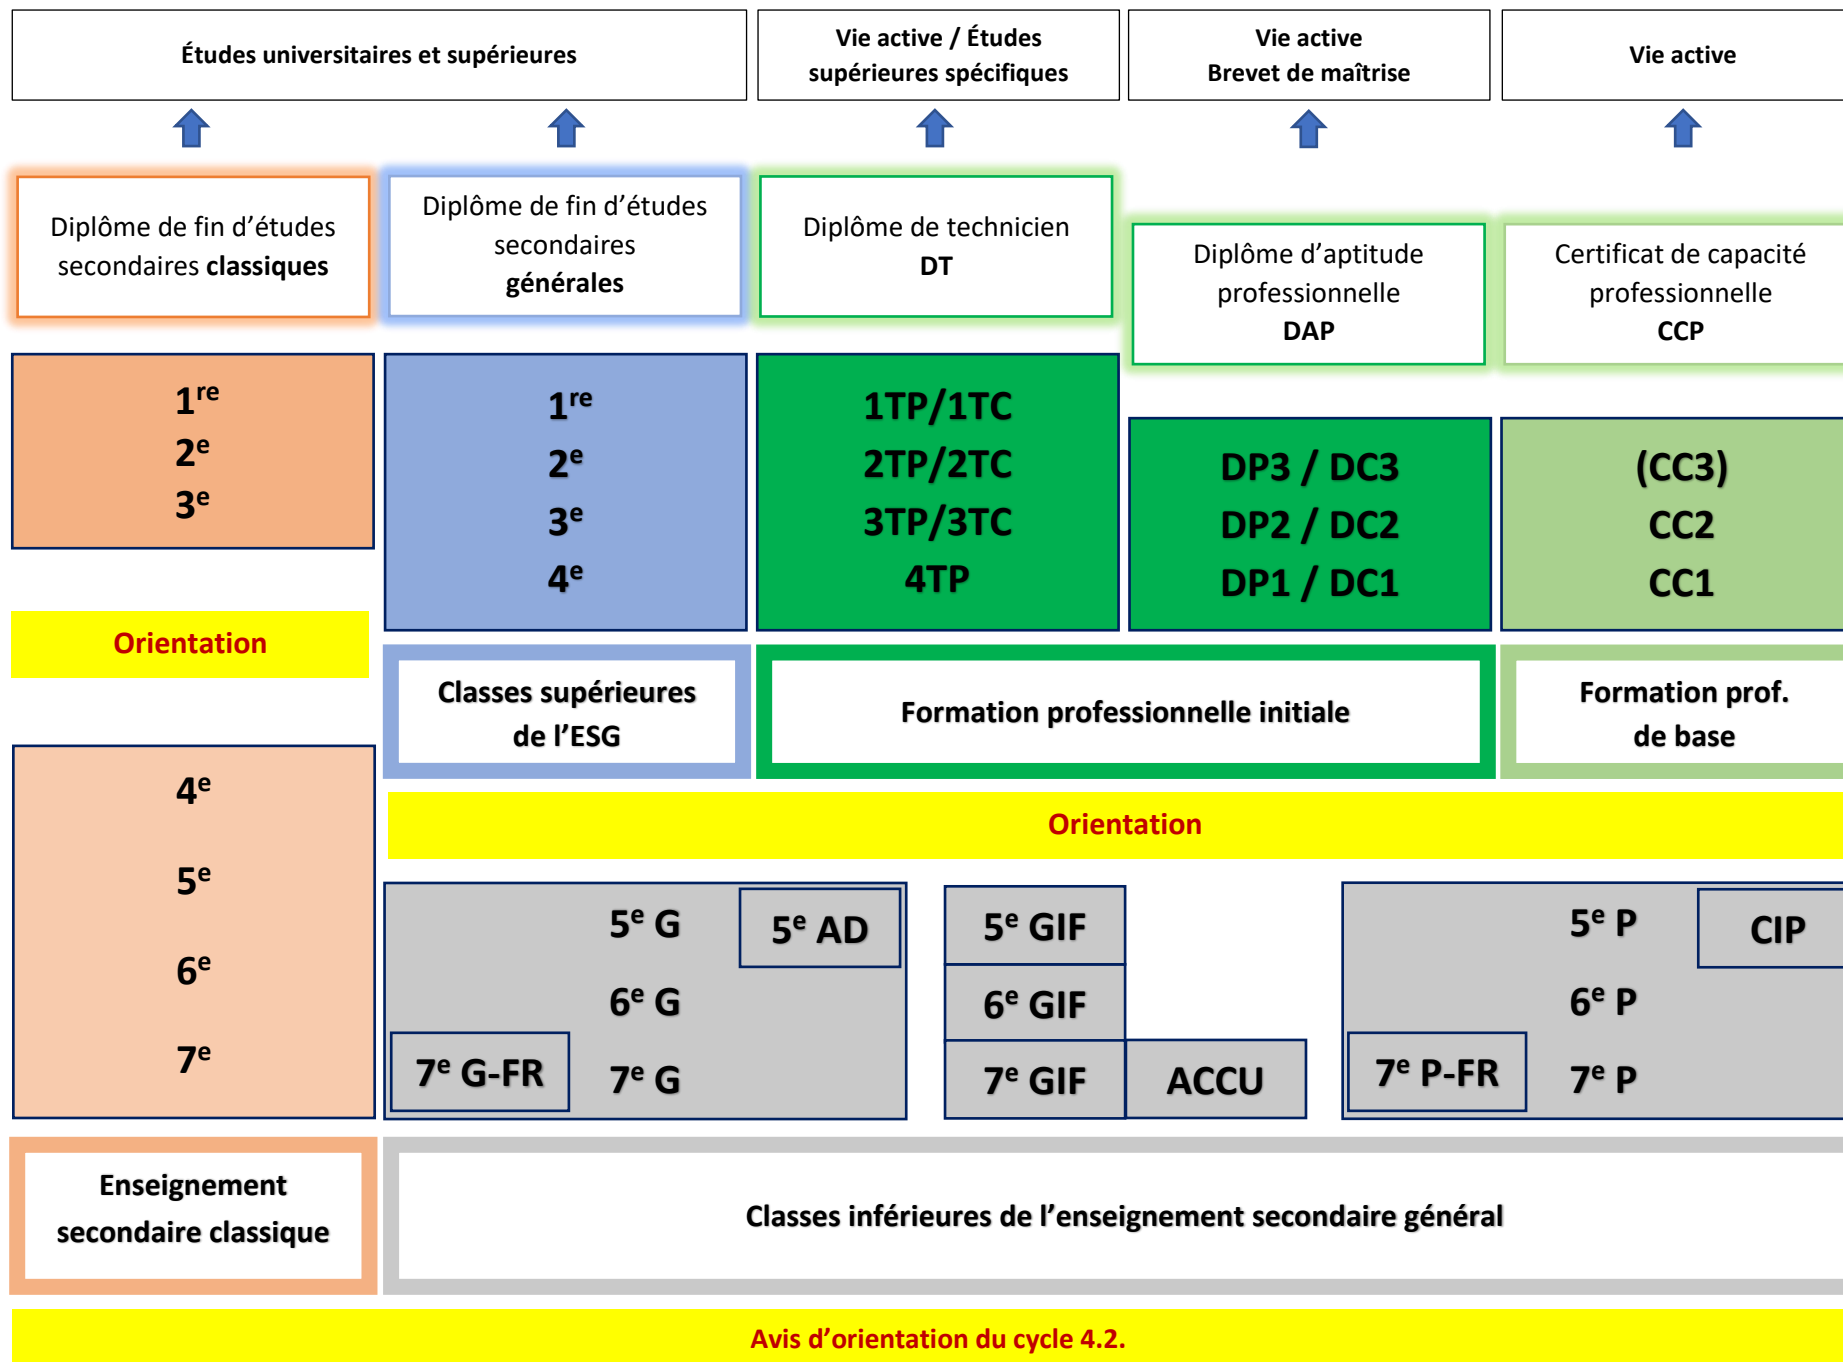 Études universitaires et supérieures
Vie active / Études
supérieures spécifiques
Vie active
Brevet de maîtrise
Vie active
Diplôme de fin d’études
secondaires classiques
Diplôme de fin d’études
secondaires
générales
Diplôme de technicien
DT
Diplôme d’aptitude
professionnelle
DAP
Certificat de capacité
professionnelle
CCP
1re
2e
3e
1re
2e
3e
4e
1TP/1TC
2TP/2TC
3TP/3TC
4TP
DP3 / DC3
DP2 / DC2
DP1 / DC1
(CC3)
CC2
CC1
Orientation
Classes supérieures
de l’ESG
Formation professionnelle initiale
Formation prof.
de base
4e
5e
6e
7e
Orientation
5e G
5e AD
6e G
7e G-FR
7e G
5e GIF
6e GIF
7e GIF
ACCU
5e P
CIP
6e P
7e P-FR
7e P
Enseignement
secondaire classique
Classes inférieures de l’enseignement secondaire général
Avis d’orientation du cycle 4.2.